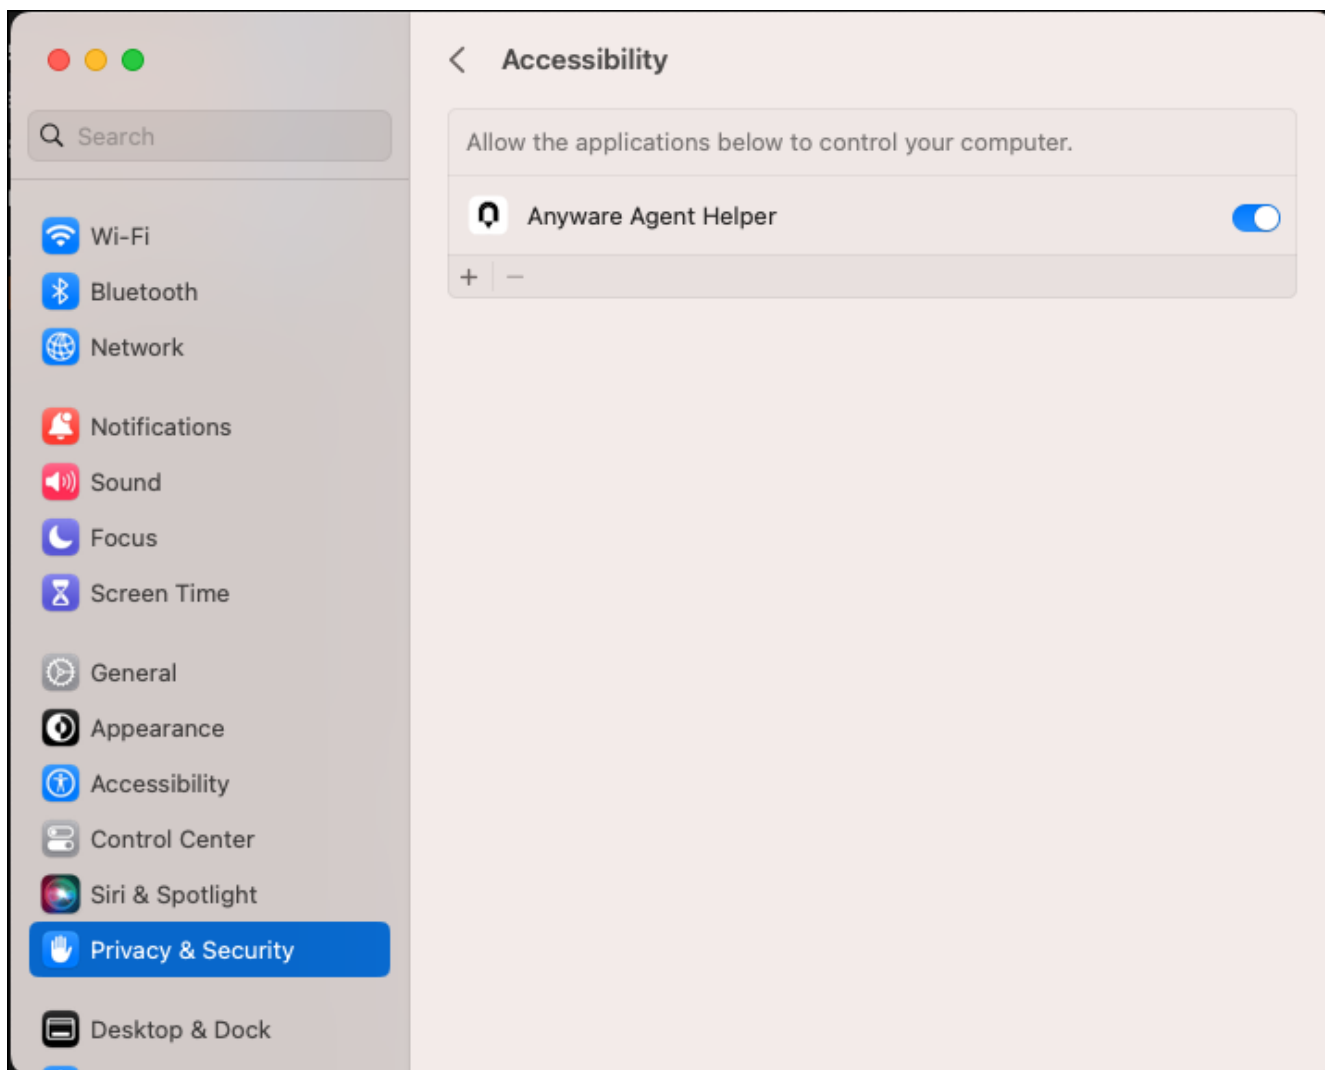 Accessibility
Search
Allow the applications below to control your computer.
Anyware Agent Helper
Wi-Fi
Bluetooth
Network
Notifications
Sound
Focus
Screen Time
General
Appearance
Accessibility
Control Center
Siri & Spotlight
Privacy & Security
Desktop & Dock